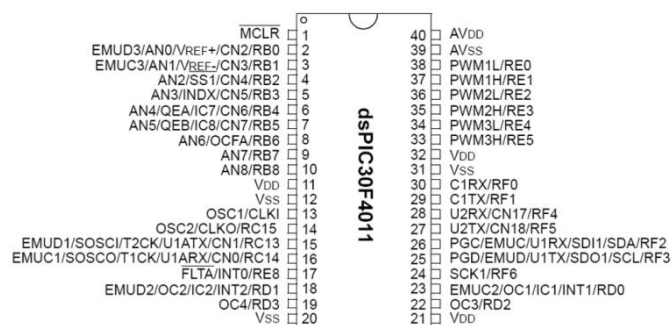 MCLR 1
EMUD3/AN0/VREF+/CN2/RB0 2
EMUC3/AN1/VREF-/CN3/RB1 3
AN2/SS1/CN4/RB2 4
AN3/INDX/CN5/RB3 5
AN4/QEA/IC7/CN6/RB4 6
AN5/QEB/IC8/CN7/RB5 7
AN6/OCFA/RB6 8
AN7/RB7 9
AN8/RB8 10
VDD 11
VSS 12
OSC1/CLKI 13
OSC2/CLKO/RC15 14
EMUD1/SOSCI/T2CK/U1ATX/CN1/RC13 15
EMUC1/SOSCO/T1CK/U1ARX/CN0/RC14 16
FLTA/INT0/RE8 17
EMUD2/OC2/IC2/INT2/RD1 18
OC4/RD3 19
VSS 20
dsPIC30F4011
40 AVDD
39 AVSS
38 PWM1L/RE0
37 PWM1H/RE1
36 PWM2L/RE2
35 PWM2H/RE3
34 PWM3L/RE4
33 PWM3H/RE5
32 VDD
31 VSS
30 C1RX/RF0
29 C1TX/RF1
28 U2RX/CN17/RF4
27 U2TX/CN18/RF5
26 PGC/EMUC/U1RX/SDI1/SDA/RF2
25 PGD/EMUD/U1TX/SDO1/SCL/RF3
24 SCK1/RF6
23 EMUC2/OC1/IC1/INT1/RD0
22 OC3/RD2
21 VDD